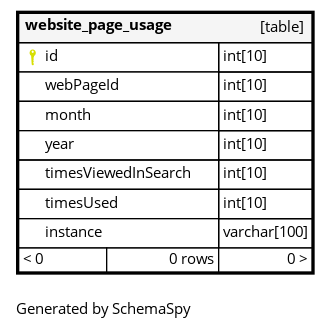 website_page_usage [table]
id int[10]
webPageId int[10]
month int[10]
year int[10]
timesViewedInSearch int[10]
timesUsed int[10]
instance varchar[100]
< 0 0 rows 0 >
Generated by SchemaSpy